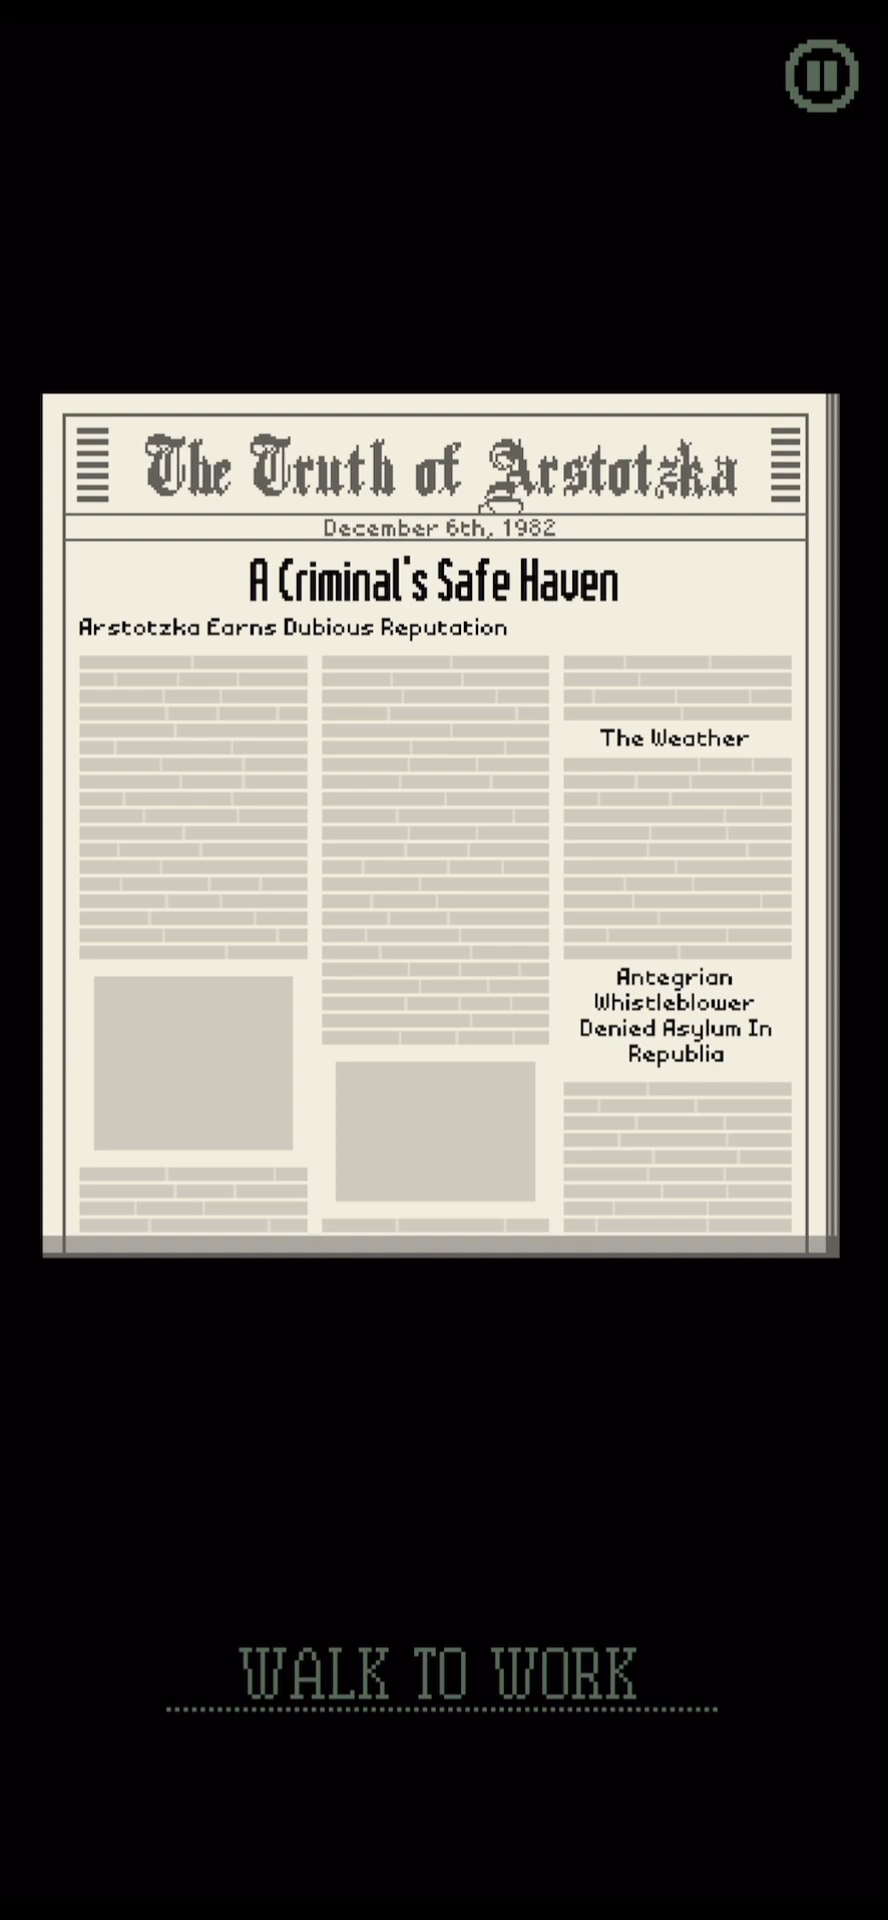 The Truth of Arstotzka
December 6th, 1982
A Criminal's Safe Haven
Arstotzka Earns Dubious Reputation
The Weather
Antegrian
Whistleblower
Denied Asylum In
Republia
WALK TO WORK